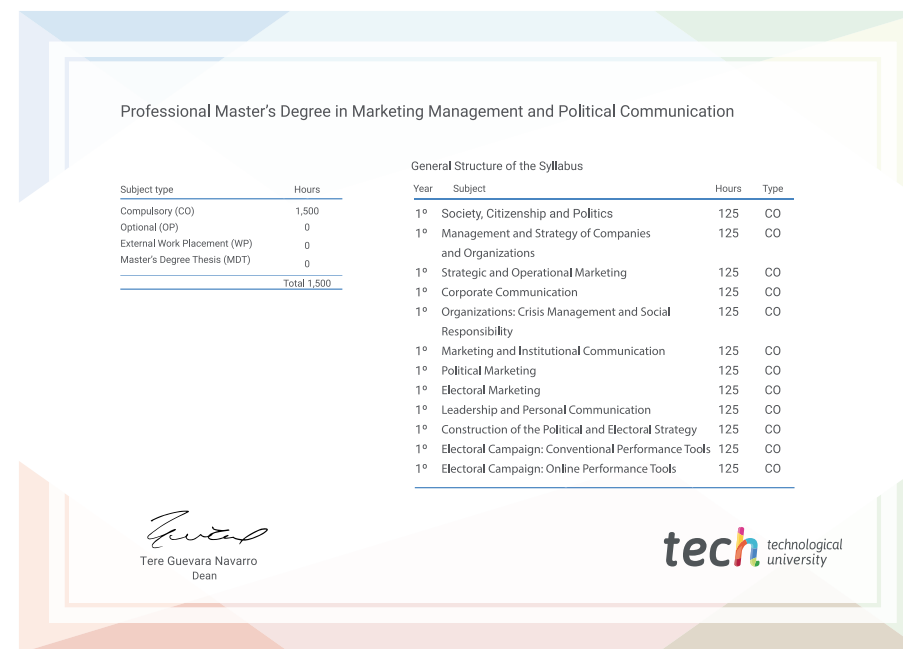 Professional Master's Degree in Marketing Management and Political Communication
General Structure of the Syllabus
Subject type Hours
Compulsory (CO) 1,500
Optional (OP) 0
External Work Placement (WP) 0
Master's Degree Thesis (MDT) 0
Total 1,500
Year Subject Hours Type
1º Society, Citizenship and Politics 125 CO
1º Management and Strategy of Companies 125 CO
and Organizations
1º Strategic and Operational Marketing 125 CO
1º Corporate Communication 125 CO
1º Organizations: Crisis Management and Social 125 CO
Responsibility
1º Marketing and Institutional Communication 125 CO
1º Political Marketing 125 CO
1º Electoral Marketing 125 CO
1º Leadership and Personal Communication 125 CO
1º Construction of the Political and Electoral Strategy 125 CO
1º Electoral Campaign: Conventional Performance Tools 125 CO
1º Electoral Campaign: Online Performance Tools 125 CO
Tere Guevara Navarro
Dean
tech technological
university